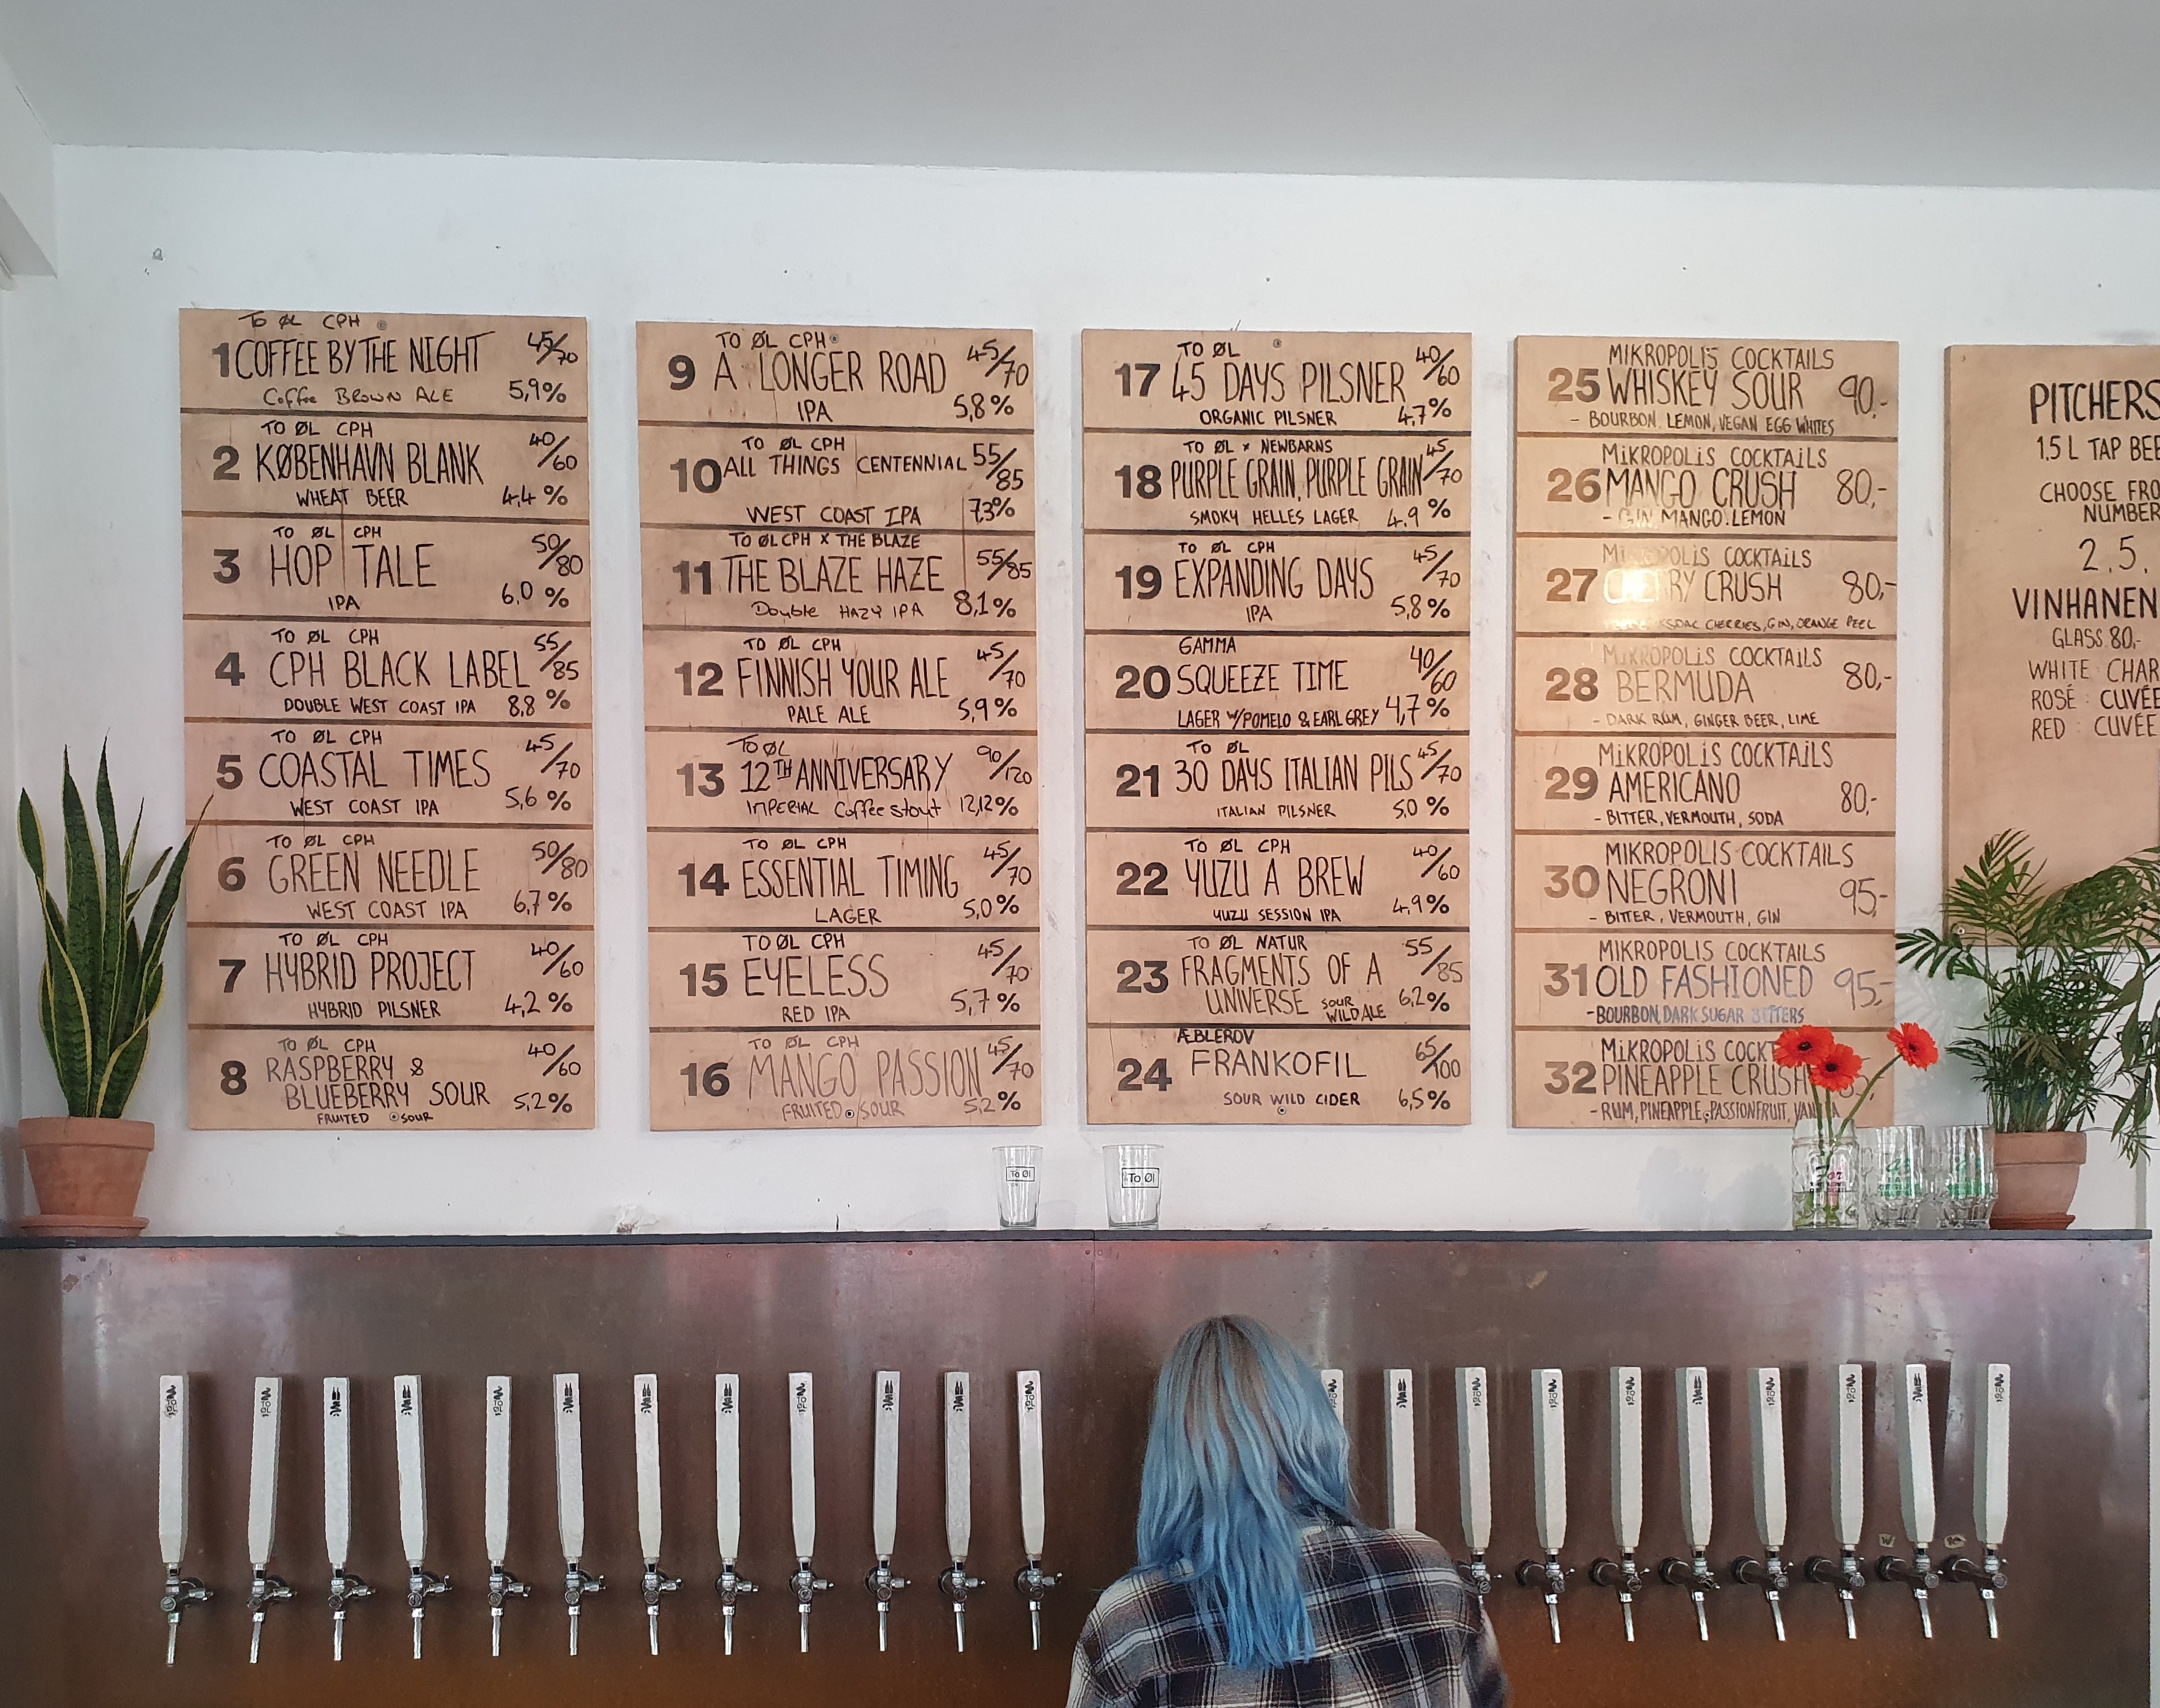 TO ØL CPH
1 COFFEE BY THE NIGHT 45/70
Coffee BROWN ALE 5,9%
TO ØL CPH
2 KØBENHAVN BLANK 40/60
WHEAT BEER 4,4%
TO ØL CPH
3 HOP TALE 50/80
IPA 6,0 %
TO ØL CPH
4 CPH BLACK LABEL 55/85
DOUBLE WEST COAST IPA 8,8 %
TO ØL CPH
5 COASTAL TIMES 45/70
WEST COAST IPA 5,6 %
TO ØL CPH
6 GREEN NEEDLE 50/80
WEST COAST IPA 6,7 %
TO ØL CPH
7 HYBRID PROJECT 40/60
HYBRID PILSNER 4,2 %
TO ØL CPH
8 RASPBERRY & 40/60
BLUEBERRY SOUR 5,2%
FRUITED SOUR
TO ØL CPH
9 A LONGER ROAD 45/70
IPA 5,8%
TO ØL CPH
10 ALL THINGS CENTENNIAL 55/85
WEST COAST IPA 7,3%
TO ØL CPH x THE BLAZE
11 THE BLAZE HAZE 55/85
Double HAZY IPA 8,1%
TO ØL CPH
12 FINNISH YOUR ALE 45/70
PALE ALE 5,9%
TO ØL
13 12TH ANNIVERSARY 90/120
IMPERIAL Coffee stout 12,12%
TO ØL CPH
14 ESSENTIAL TIMING 45/70
LAGER 5,0%
TO ØL CPH
15 EYELESS 45/70
RED IPA 5,7%
TO ØL CPH
16 MANGO PASSION 45/70
FRUITED SOUR 5,2%
TO ØL
17 45 DAYS PILSNER 40/60
ORGANIC PILSNER 4,7%
TO ØL x NEWBARNS
18 PURPLE GRAIN, PURPLE GRAIN 45/70
SMOKY HELLES LAGER 4.9 %
TO ØL CPH
19 EXPANDING DAYS 45/70
IPA 5,8%
GAMMA
20 SQUEEZE TIME 40/60
LAGER W/POMELO & EARL GREY 4,7%
TO ØL
21 30 DAYS ITALIAN PILS 45/70
ITALIAN PILSNER 5,0 %
TO ØL CPH
22 YUZU A BREW 40/60
YUZU SESSION IPA 4,9%
TO ØL NATUR
23 FRAGMENTS OF A 55/85
UNIVERSE SOUR WILD ALE 6,2%
ÆBLEROV
24 FRANKOFIL 65/100
SOUR WILD CIDER 6,5%
MIKROPOLIS COCKTAILS
25 WHISKEY SOUR 90,-
- BOURBON, LEMON, VEGAN EGG WHITES
MIKROPOLIS COCKTAILS
26 MANGO CRUSH 80,-
- GIN, MANGO, LEMON
MIKROPOLIS COCKTAILS
27 CHERRY CRUSH 80,-
CHERRIES, GIN, ORANGE PEEL
MIKROPOLIS COCKTAILS
28 BERMUDA 80,-
- DARK RUM, GINGER BEER, LIME
MIKROPOLIS COCKTAILS
29 AMERICANO 80,-
- BITTER, VERMOUTH, SODA
MIKROPOLIS COCKTAILS
30 NEGRONI 95,-
- BITTER, VERMOUTH, GIN
MIKROPOLIS COCKTAILS
31 OLD FASHIONED 95,-
- BOURBON, DARK SUGAR BITTERS
MIKROPOLIS COCKT
32 PINEAPPLE CRUSH
- RUM, PINEAPPLE, PASSIONFRUIT, VANILLA
PITCHERS
1,5 L TAP BEE
CHOOSE FRO
NUMBER
2, 5,
VINHANEN
GLASS 80,-
WHITE: CHAR
ROSÉ: CUVÉE
RED: CUVÉE
To Øl
To Øl